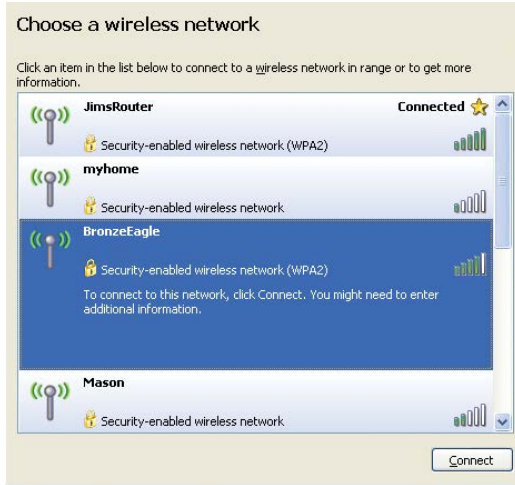 Choose a wireless network
Click an item in the list below to connect to a wireless network in range or to get more
information.
JimsRouter Connected
Security-enabled wireless network (WPA2)
myhome
Security-enabled wireless network
BronzeEagle
Security-enabled wireless network (WPA2)
To connect to this network, click Connect. You might need to enter
additional information.
Mason
Security-enabled wireless network
Connect